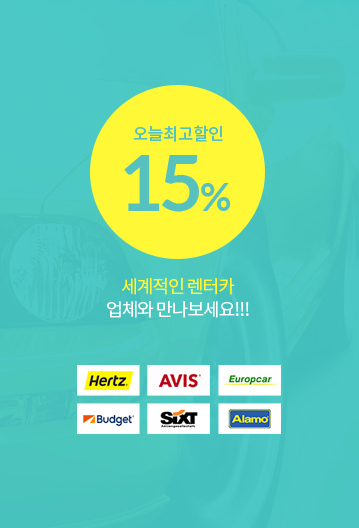 오늘최고할인
15%
세계적인 렌터카
업체와 만나보세요!!!
Hertz
AVIS
Europcar
Budget
SIXT
Alamo